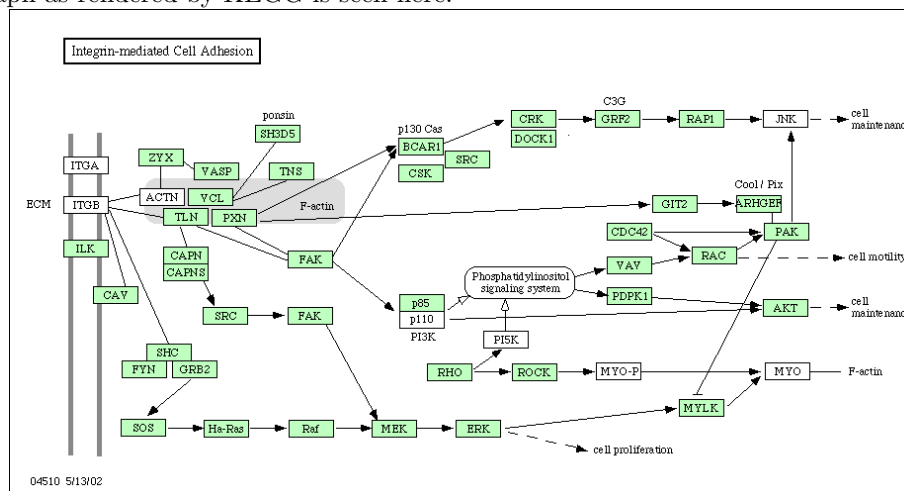 aph as rendered by KEGG is seen here:
Integrin-mediated Cell Adhesion
C3G
ponsin
CRK
GRF2
RAP1
JNK
cell
maintenanc
p130 Cas
SH3D5
DOCK1
BCAR1
ZYX
SRC
ITGA
VASP
TNS
CSK
Cool / Pix
ACTN
VCL
ECM
ITGB
F-actin
GIT2
ARHGEF
TLN
PXN
CDC42
PAK
ILK
CAPN
FAK
RAC
cell motility
CAPNS
VAV
Phosphatidylinositol
signaling system
CAV
p85
PDPK1
cell
maintenanc
SRC
FAK
p110
AKT
PI3K
PI5K
SHC
FYN
GRB2
RHO
ROCK
MYO-P
MYO
F-actin
MYLK
SOS
Ha-Ras
Raf
MEK
ERK
cell proliferation
04510 5/13/02